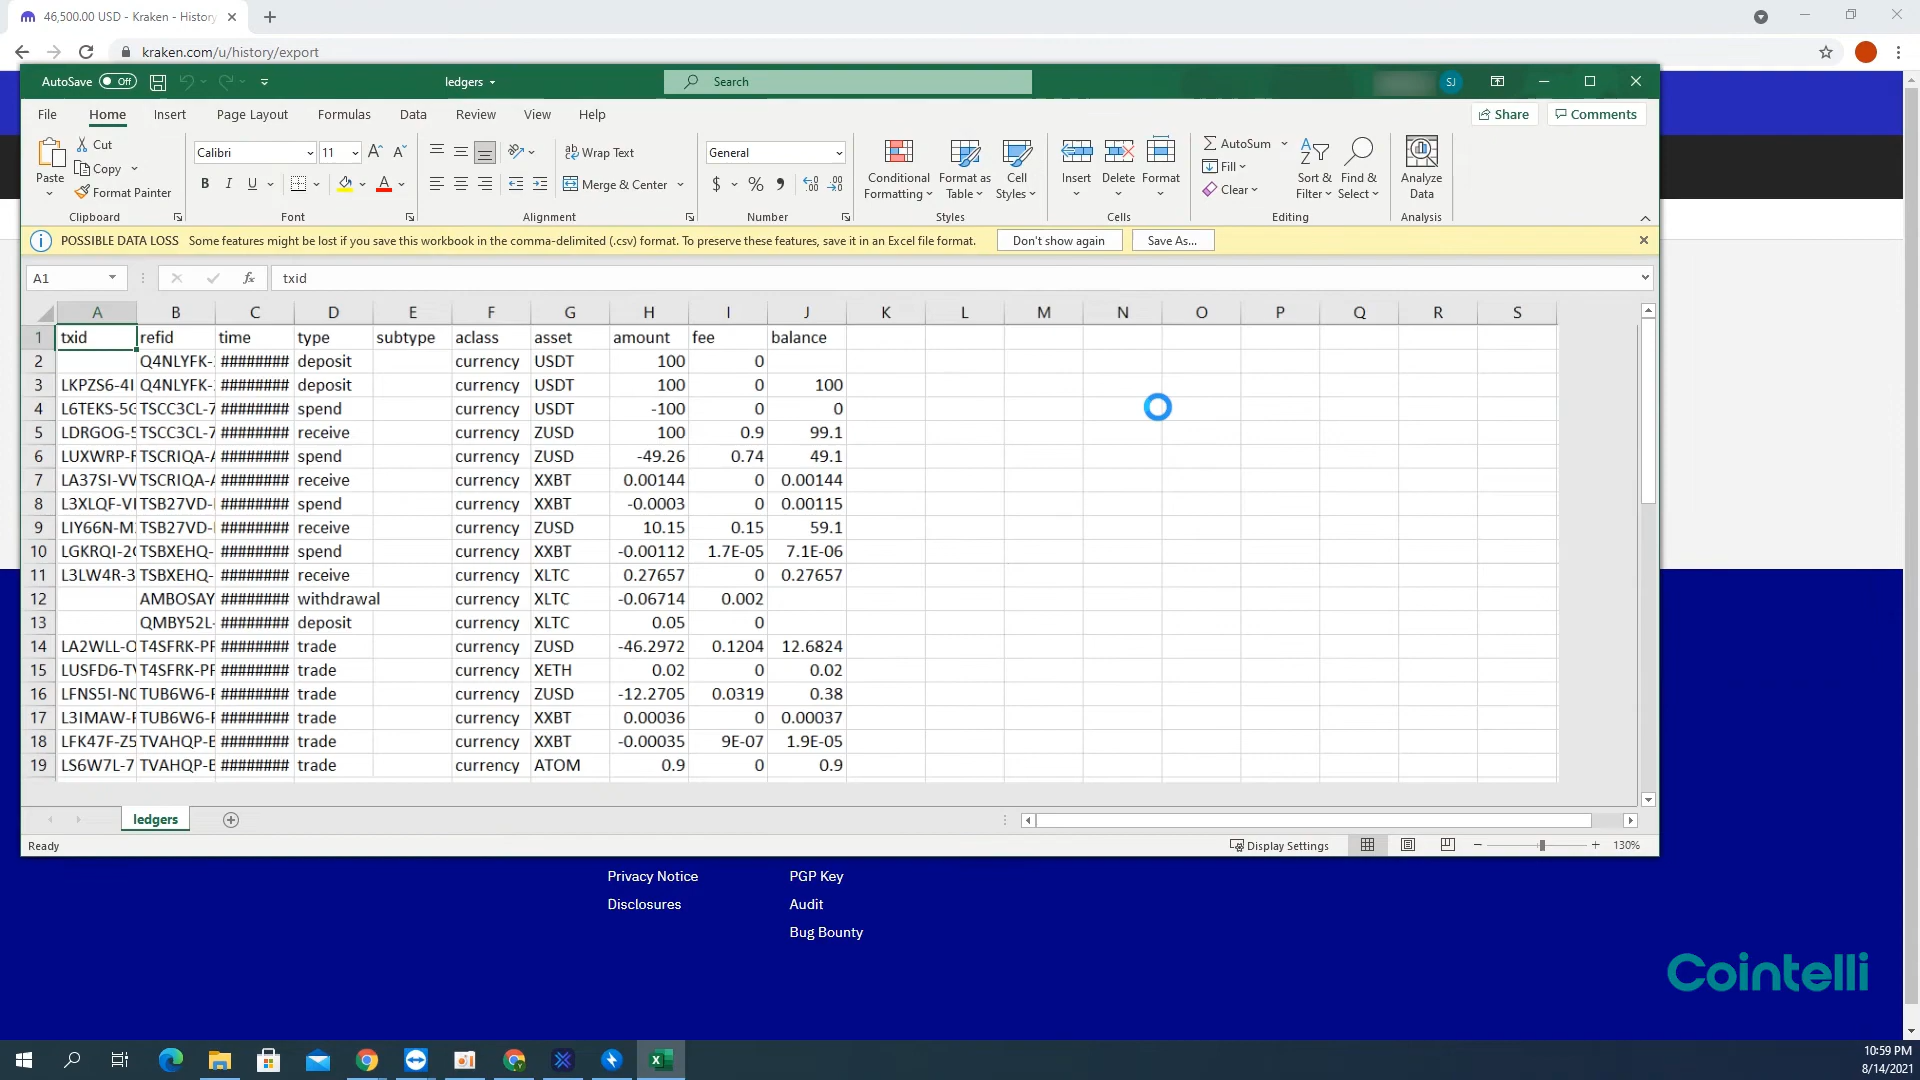 46,500.00 USD - Kraken - History
kraken.com/u/history/export
AutoSave Off ledgers Search SJ
File Home Insert Page Layout Formulas Data Review View Help Share Comments
Paste Cut Copy Format Painter Clipboard
Calibri 11 B I U A Font
Wrap Text Merge & Center Alignment
General $ % Number
Conditional Formatting Format as Table Cell Styles Styles
Insert Delete Format Cells
AutoSum Fill Clear Sort & Filter Find & Select Editing
Analyze Data Analysis
POSSIBLE DATA LOSS Some features might be lost if you save this workbook in the comma-delimited (.csv) format. To preserve these features, save it in an Excel file format. Don't show again Save As...
A1 fx txid
A B C D E F G H I J K L M N O P Q R S
1 txid refid time type subtype aclass asset amount fee balance
2 Q4NLYFK- ######## deposit currency USDT 100 0
3 LKPZS6-4I Q4NLYFK- ######## deposit currency USDT 100 0 100
4 L6TEKS-5G TSCC3CL-7 ######## spend currency USDT -100 0 0
5 LDRGOG-5 TSCC3CL-7 ######## receive currency ZUSD 100 0.9 99.1
6 LUXWRP-F TSCRIQA-A ######## spend currency ZUSD -49.26 0.74 49.1
7 LA37SI-VV TSCRIQA-A ######## receive currency XXBT 0.00144 0 0.00144
8 L3XLQF-VI TSB27VD- ######## spend currency XXBT -0.0003 0 0.00115
9 LIY66N-M TSB27VD- ######## receive currency ZUSD 10.15 0.15 59.1
10 LGKRQI-2 TSBXEHQ- ######## spend currency XXBT -0.00112 1.7E-05 7.1E-06
11 L3LW4R-3 TSBXEHQ- ######## receive currency XLTC 0.27657 0 0.27657
12 AMBOSAY ######## withdrawal currency XLTC -0.06714 0.002
13 QMBY52L- ######## deposit currency XLTC 0.05 0
14 LA2WLL-O T4SFRK-PF ######## trade currency ZUSD -46.2972 0.1204 12.6824
15 LUSFD6-TV T4SFRK-PF ######## trade currency XETH 0.02 0 0.02
16 LFNS5I-NC TUB6W6-F ######## trade currency ZUSD -12.2705 0.0319 0.38
17 L3IMAW-F TUB6W6-F ######## trade currency XXBT 0.00036 0 0.00037
18 LFK47F-Z5 TVAHQP-E ######## trade currency XXBT -0.00035 9E-07 1.9E-05
19 LS6W7L-7 TVAHQP-E ######## trade currency ATOM 0.9 0 0.9
ledgers
Ready Display Settings 130%
Privacy Notice PGP Key
Disclosures Audit
Bug Bounty
Cointelli
10:59 PM
8/14/2021